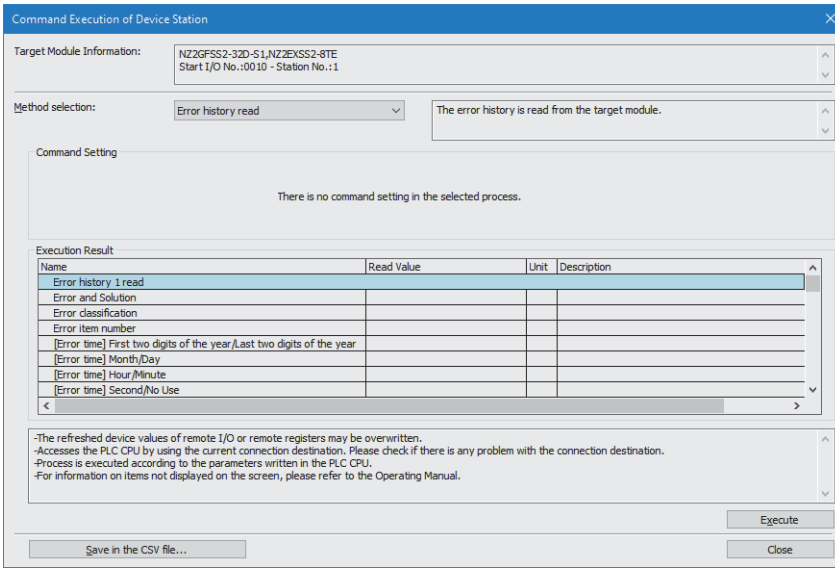 Command Execution of Device Station
Target Module Information:
NZ2GFSS2-32D-S1,NZ2EXSS2-8TE
Start I/O No.:0010 - Station No.:1
Method selection:
Error history read
The error history is read from the target module.
Command Setting
There is no command setting in the selected process.
Execution Result
Name Read Value Unit Description
Error history 1 read
Error and Solution
Error classification
Error item number
[Error time] First two digits of the year/Last two digits of the year
[Error time] Month/Day
[Error time] Hour/Minute
[Error time] Second/No Use
-The refreshed device values of remote I/O or remote registers may be overwritten.
-Accesses the PLC CPU by using the current connection destination. Please check if there is any problem with the connection destination.
-Process is executed according to the parameters written in the PLC CPU.
-For information on items not displayed on the screen, please refer to the Operating Manual.
Execute
Save in the CSV file...
Close